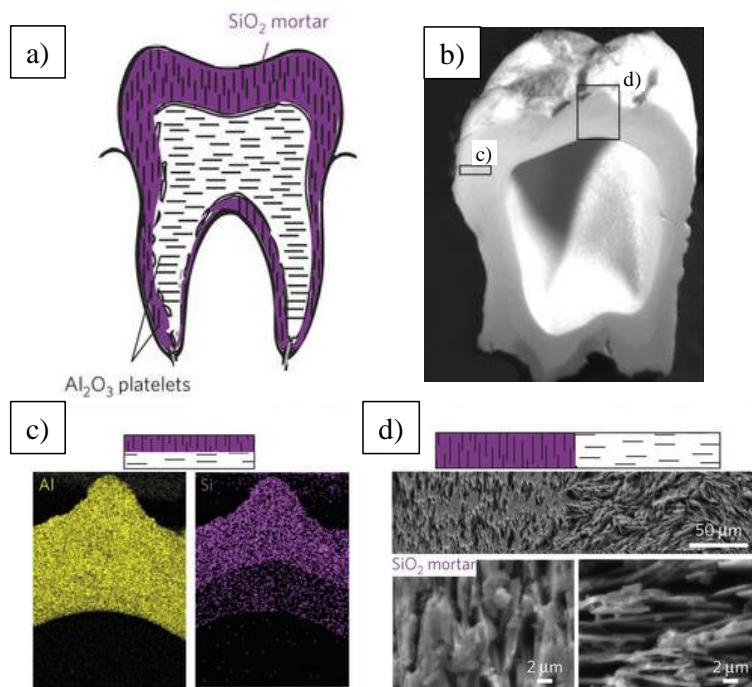 a)
SiO₂ mortar
Al₂O₃ platelets
b)
d)
c)
c)
Al
Si
d)
50 μm
SiO₂ mortar
2 μm
2 μm